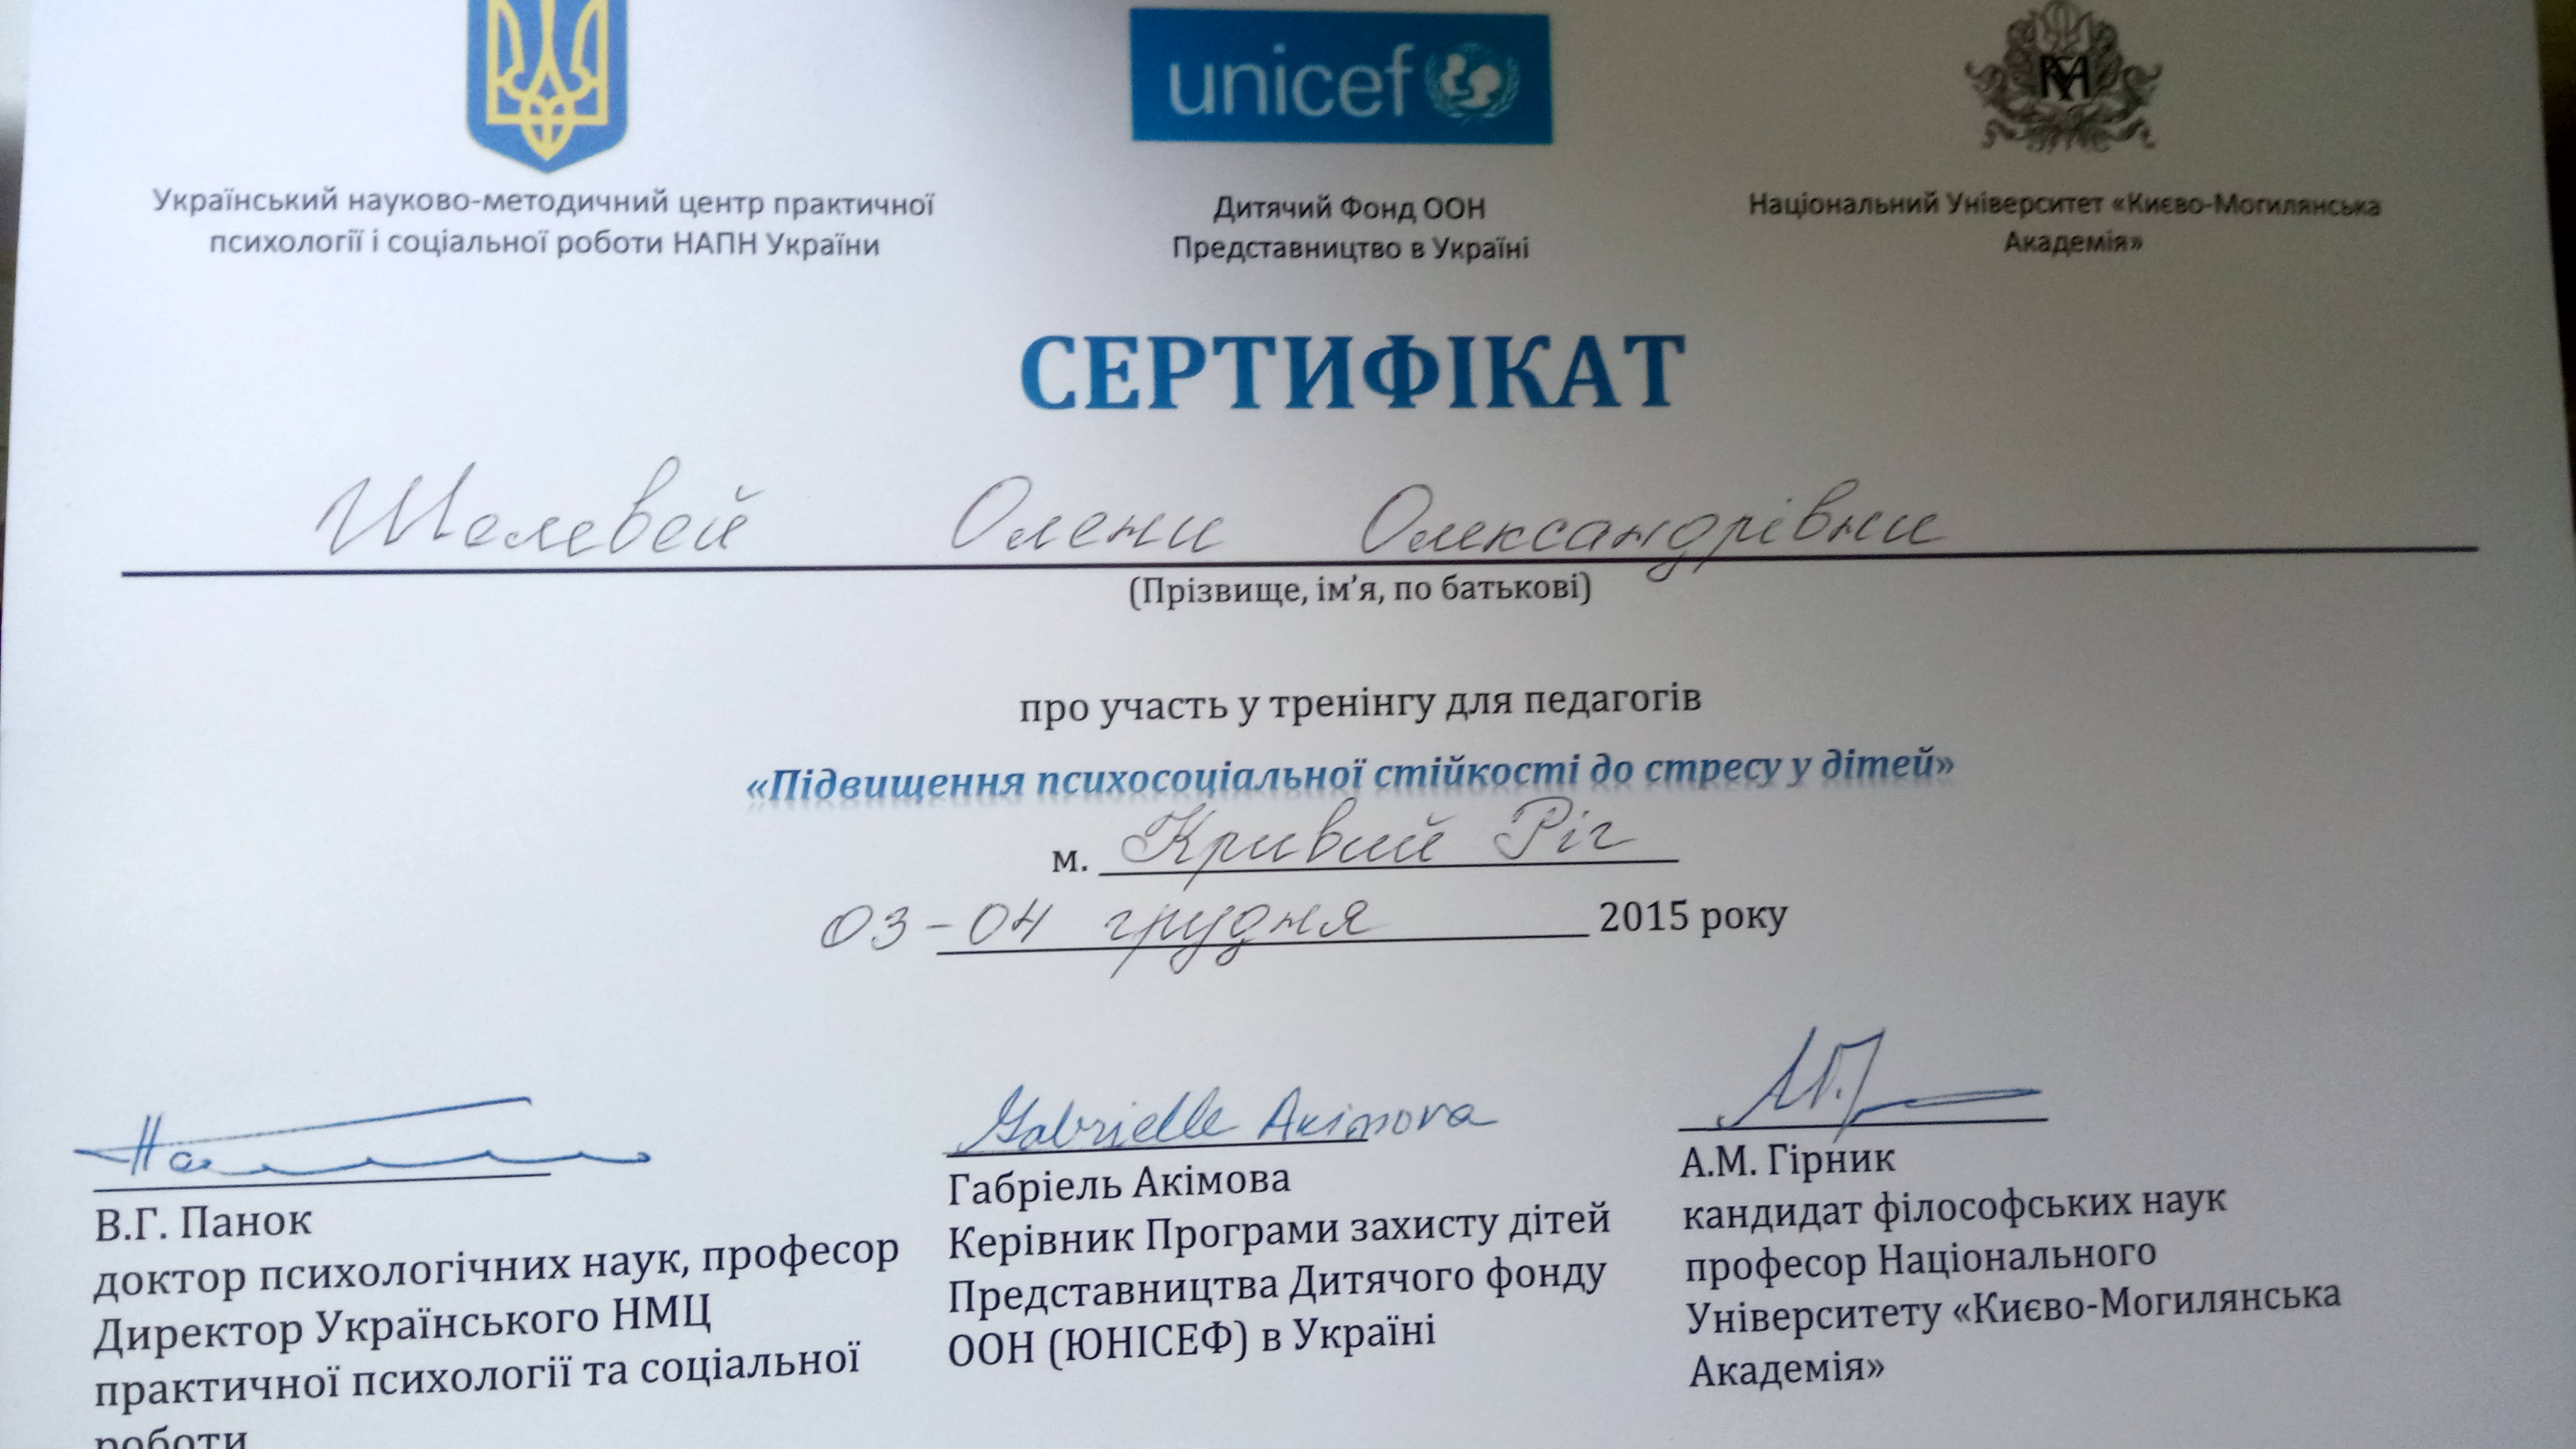 unicef
Український науково-методичний центр практичної
психології і соціальної роботи НАПН України
Дитячий Фонд ООН
Представництво в Україні
Національний Університет «Києво-Могилянська
Академія»
СЕРТИФІКАТ
Шелевей Олени Олександрівни
(Прізвище, ім’я, по батькові)
про участь у тренінгу для педагогів
«Підвищення психосоціальної стійкості до стресу у дітей»
м. Кривий Ріг
03-04 грудня 2015 року
Gabrielle Akimova
В.Г. Панок
доктор психологічних наук, професор
Директор Українського НМЦ
практичної психології та соціальної
роботи
Габріель Акімова
Керівник Програми захисту дітей
Представництва Дитячого фонду
ООН (ЮНІСЕФ) в Україні
А.М. Гірник
кандидат філософських наук
професор Національного
Університету «Києво-Могилянська
Академія»